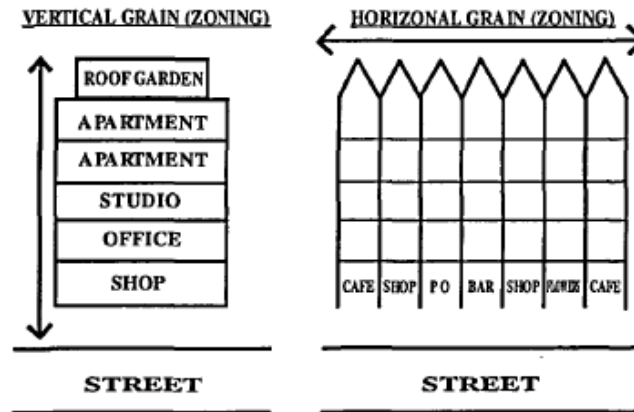 VERTICAL GRAIN (ZONING)
ROOF GARDEN
APARTMENT
APARTMENT
STUDIO
OFFICE
SHOP
STREET
HORIZONAL GRAIN (ZONING)
CAFE SHOP PO BAR SHOP FLOWERS CAFE
STREET